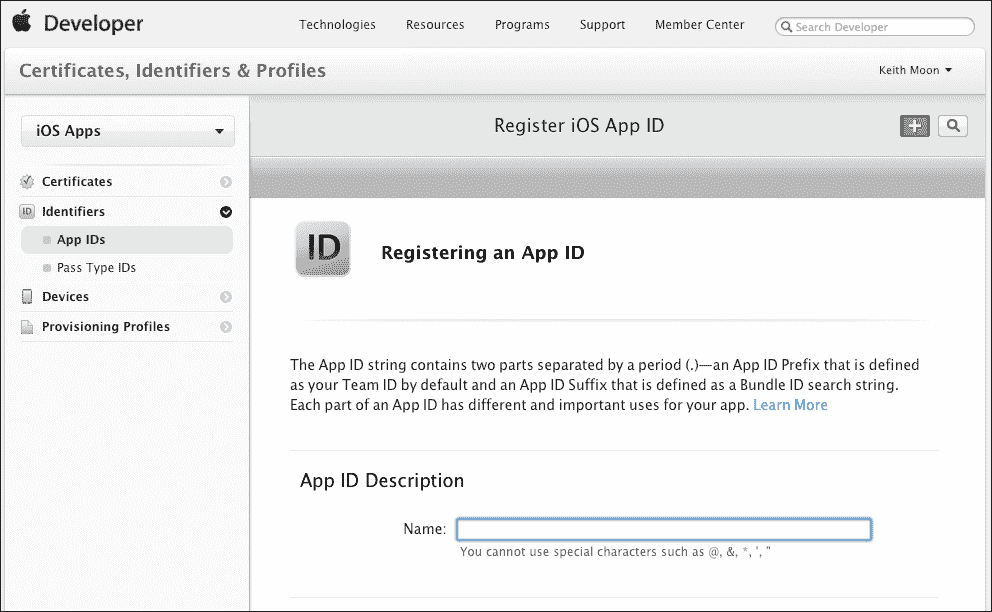 Developer
Technologies
Resources
Programs
Support
Member Center
Search Developer
Certificates, Identifiers & Profiles
Keith Moon
iOS Apps
Register iOS App ID
Certificates
ID
Identifiers
App IDs
Pass Type IDs
Devices
Provisioning Profiles
ID
Registering an App ID
The App ID string contains two parts separated by a period (.)—an App ID Prefix that is defined
as your Team ID by default and an App ID Suffix that is defined as a Bundle ID search string.
Each part of an App ID has different and important uses for your app. Learn More
App ID Description
Name:
You cannot use special characters such as @, &, *, ', "